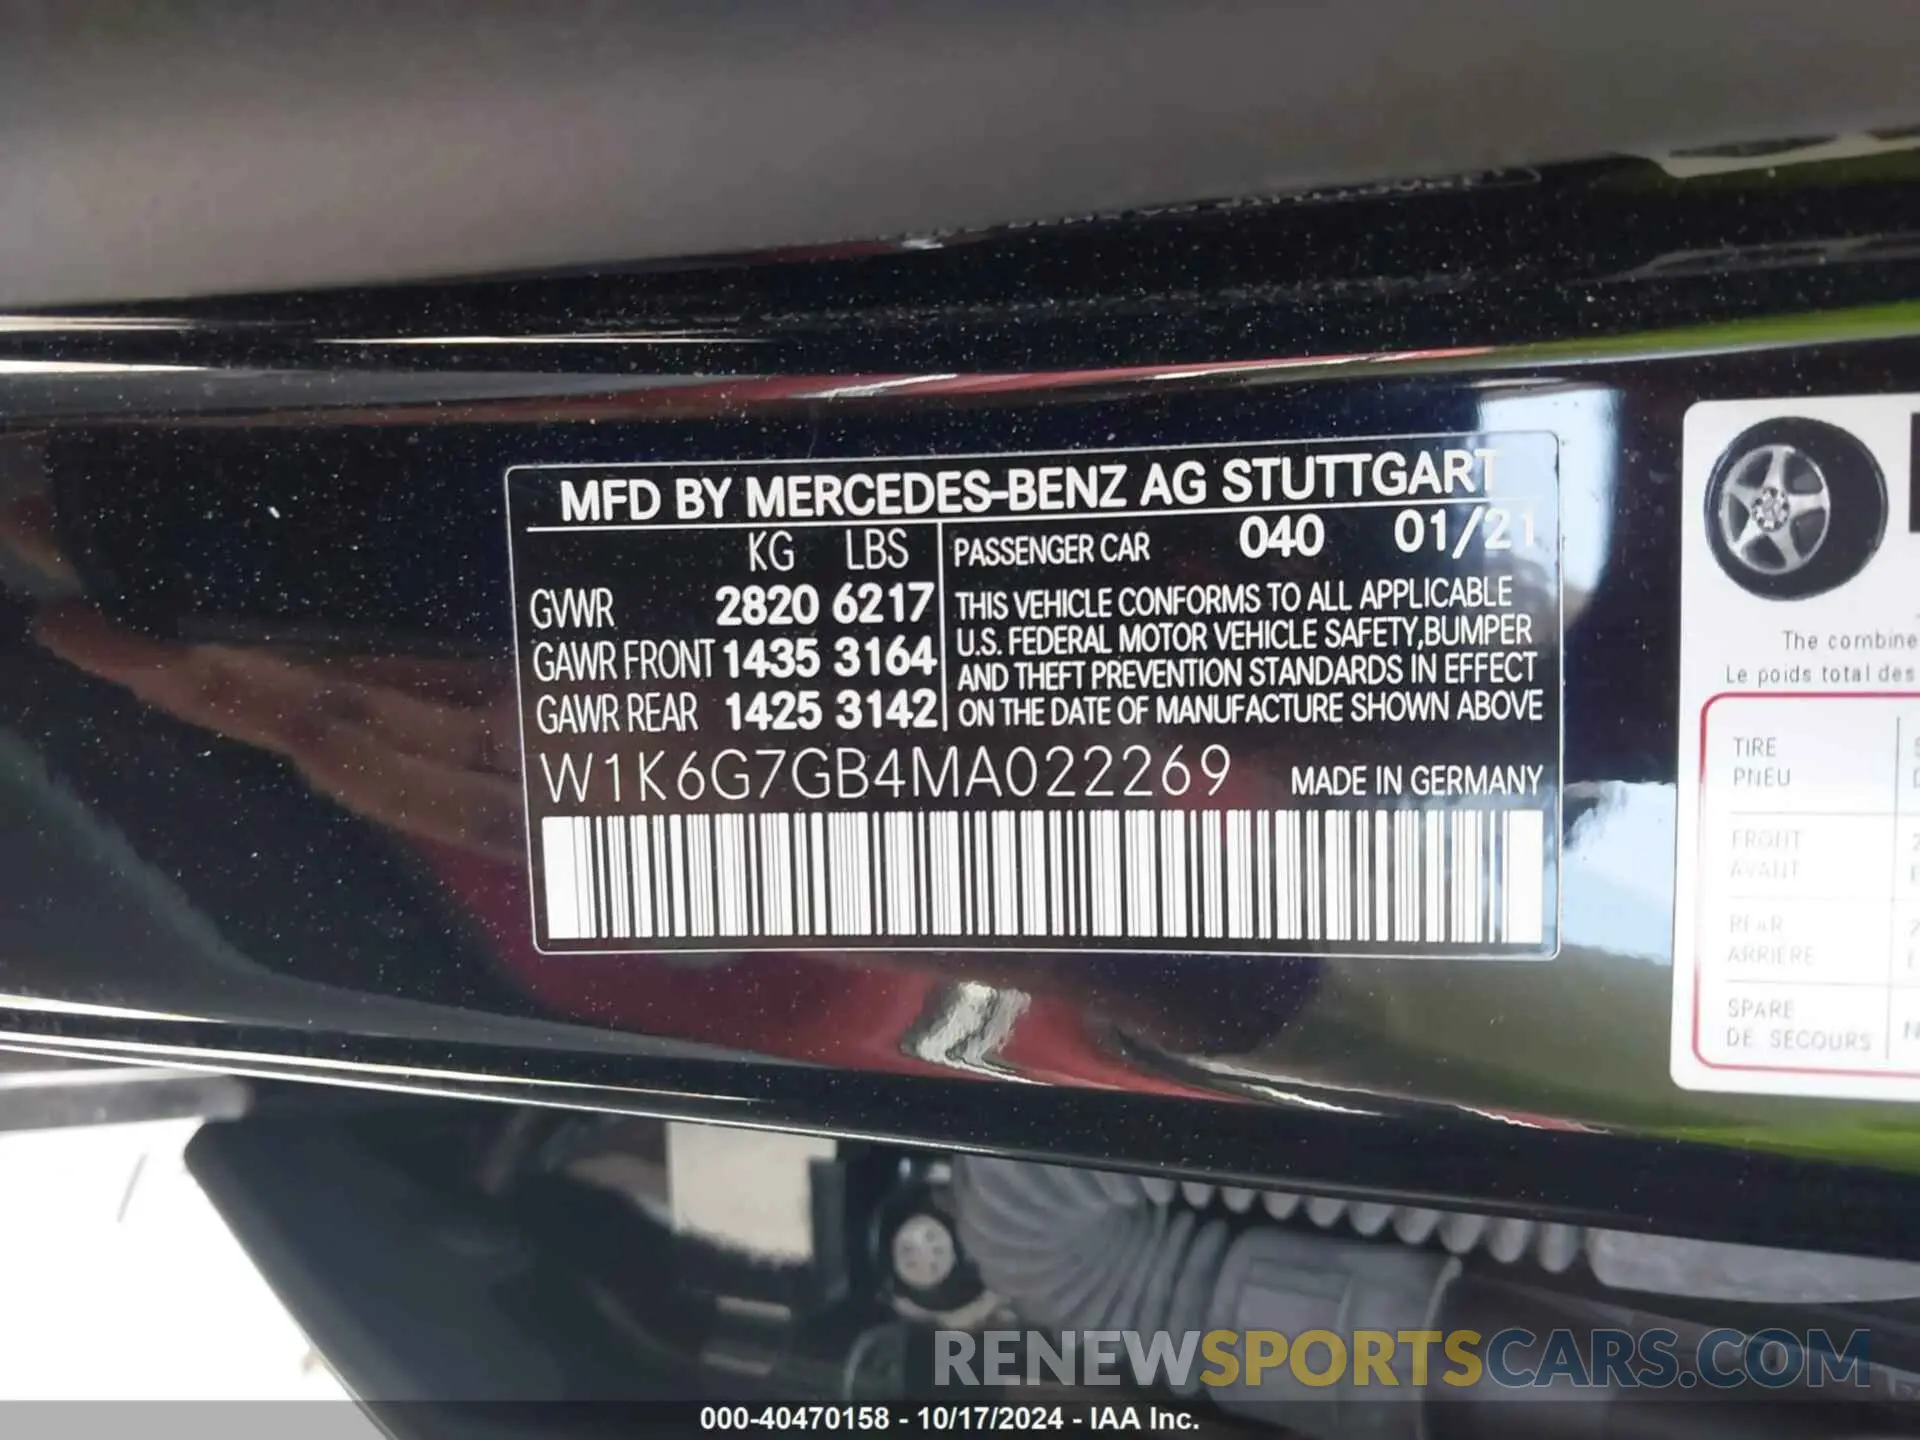 MFD BY MERCEDES-BENZ AG STUTTGART
KG LBS
GVWR 2820 6217
GAWR FRONT 1435 3164
GAWR REAR 1425 3142
PASSENGER CAR 040 01/21
THIS VEHICLE CONFORMS TO ALL APPLICABLE
U.S. FEDERAL MOTOR VEHICLE SAFETY,BUMPER
AND THEFT PREVENTION STANDARDS IN EFFECT
ON THE DATE OF MANUFACTURE SHOWN ABOVE
W1K6G7GB4MA022269 MADE IN GERMANY
The combine
Le poids total des
TIRE
PNEU
FRONT
AVANT
REAR
ARRIERE
SPARE
DE SECOURS
RENEWSPORTSCARS.COM
000-40470158 - 10/17/2024 - IAA Inc.